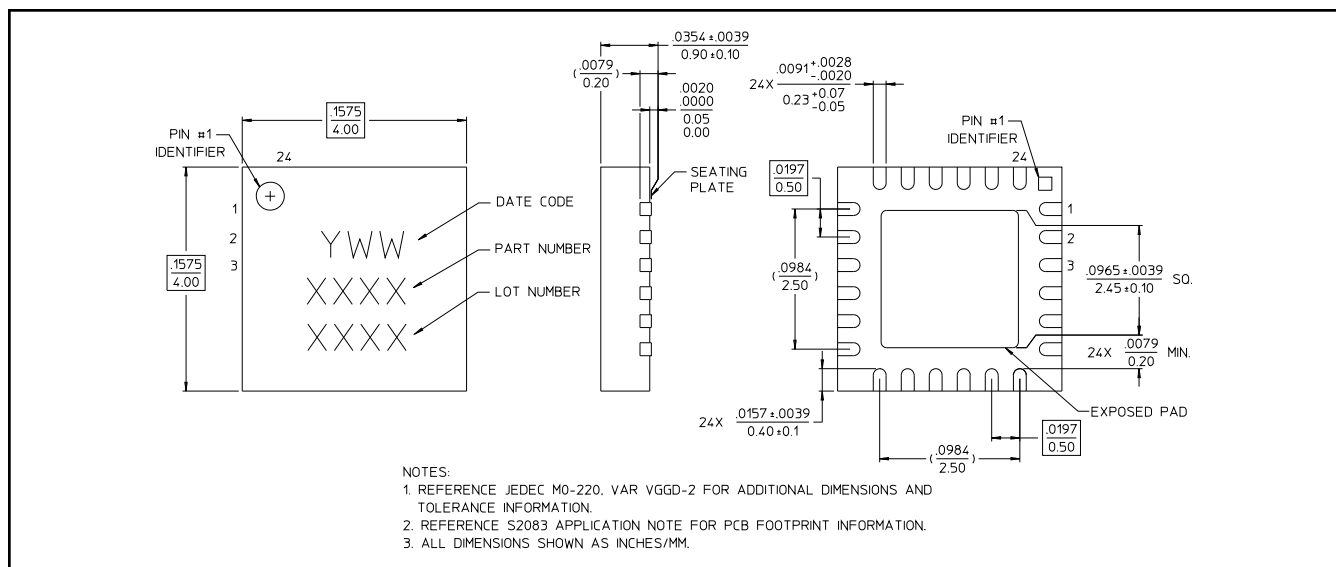 .1575
4.00
PIN #1
IDENTIFIER
24
1
2
3
.1575
4.00
DATE CODE
YWW
PART NUMBER
XXXX
LOT NUMBER
XXXX
.0354±.0039
0.90±0.10
(.0079)
0.20
.0020
.0000
0.05
0.00
SEATING
PLATE
24X .0091 +.0028 -.0020
0.23 +0.07 -0.05
PIN #1
IDENTIFIER
24
.0197
0.50
1
2
3
(.0984)
2.50
.0965±.0039 SQ.
2.45±0.10
24X .0079 MIN.
0.20
EXPOSED PAD
24X .0157±.0039
0.40±0.1
.0197
0.50
(.0984)
2.50
NOTES:
1. REFERENCE JEDEC M0-220, VAR VGGD-2 FOR ADDITIONAL DIMENSIONS AND
TOLERANCE INFORMATION.
2. REFERENCE S2083 APPLICATION NOTE FOR PCB FOOTPRINT INFORMATION.
3. ALL DIMENSIONS SHOWN AS INCHES/MM.